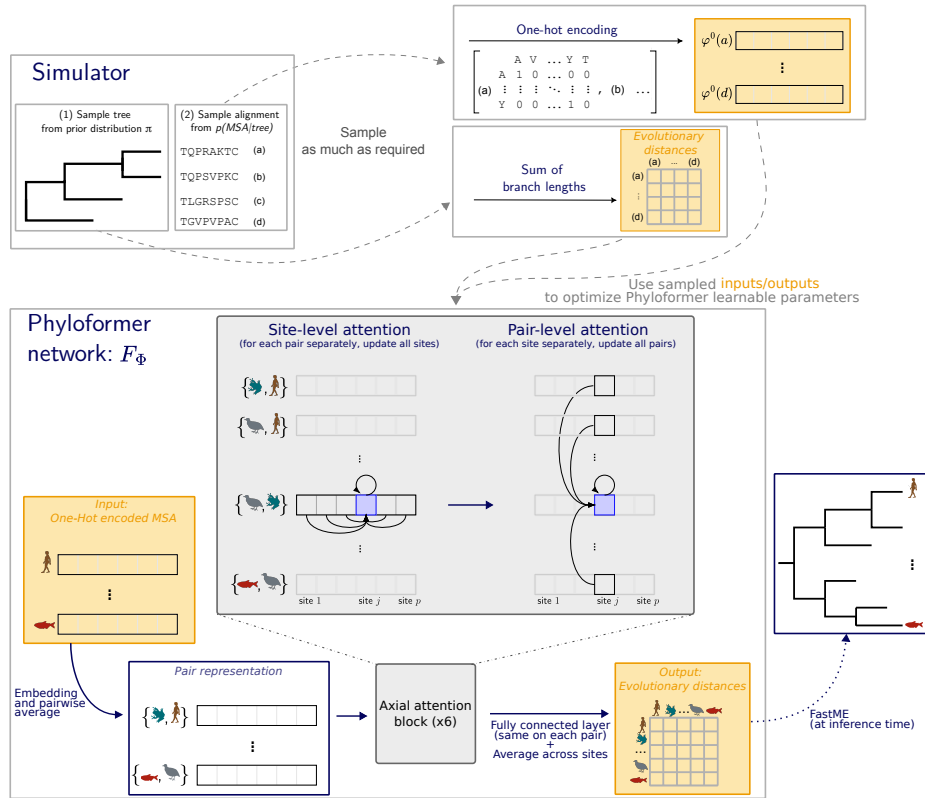 Simulator
(1) Sample tree
from prior distribution π
(2) Sample alignment
from p(MSA|tree)
TQPRAKTC (a)
TQPSVPKC (b)
TLGRSPSC (c)
TGVPVPAC (d)
Sample
as much as required
One-hot encoding
A V ... Y T
A 1 0 ... 0 0
(a) ⋮ ⋮ ⋮ ⋱ ⋮ ⋮ , (b) ...
Y 0 0 ... 1 0
φ⁰(a)
⋮
φ⁰(d)
Sum of
branch lengths
Evolutionary
distances
(a) ... (d)
(a)
⋮
(d)
Use sampled inputs/outputs
to optimize Phyloformer learnable parameters
Phyloformer
network: F_Φ
Site-level attention
(for each pair separately, update all sites)
Pair-level attention
(for each site separately, update all pairs)
{ , }
{ , }
⋮
⋮
{ , }
⋮
⋮
{ , }
site 1 site j site p
site 1 site j site p
Input:
One-Hot encoded MSA
⋮
Embedding
and pairwise
average
Pair representation
{ , }
⋮
{ , }
Axial attention
block (x6)
Fully connected layer
(same on each pair)
+
Average across sites
Output:
Evolutionary distances
...
...
FastME
(at inference time)
⋮